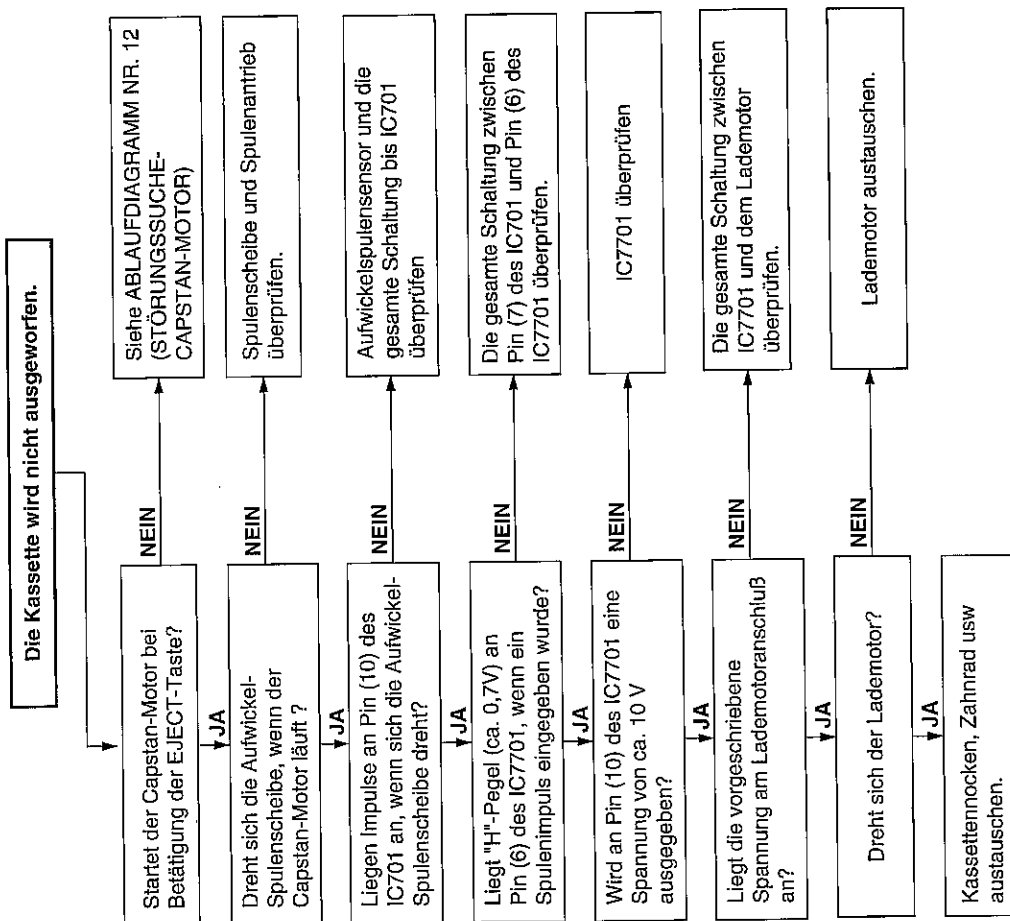 Die Kassette wird nicht ausgeworfen.
Startet der Capstan-Motor bei
Betätigung der EJECT-Taste?
NEIN
Siehe ABLAUFDIAGRAMM NR. 12
(STÖRUNGSSUCHE-
CAPSTAN-MOTOR)
JA
Dreht sich die Aufwickel-
Spulenscheibe, wenn der
Capstan-Motor läuft ?
NEIN
Spulenscheibe und Spulenantrieb
überprüfen.
JA
Liegen Impulse an Pin (10) des
IC701 an, wenn sich die Aufwickel-
Spulenscheibe dreht?
NEIN
Aufwickelspulensensor und die
gesamte Schaltung bis IC701
überprüfen
JA
Liegt "H"-Pegel (ca. 0,7V) an
Pin (6) des IC7701, wenn ein
Spulenimpuls eingegeben wurde?
NEIN
Die gesamte Schaltung zwischen
Pin (7) des IC701 und Pin (6) des
IC7701 überprüfen.
JA
Wird an Pin (10) des IC7701 eine
Spannung von ca. 10 V
ausgegeben?
NEIN
IC7701 überprüfen
JA
Liegt die vorgeschriebene
Spannung am Lademotoranschluß
an?
NEIN
Die gesamte Schaltung zwischen
IC7701 und dem Lademotor
überprüfen.
JA
Dreht sich der Lademotor?
NEIN
Lademotor austauschen.
JA
Kassettennocken, Zahnrad usw
austauschen.